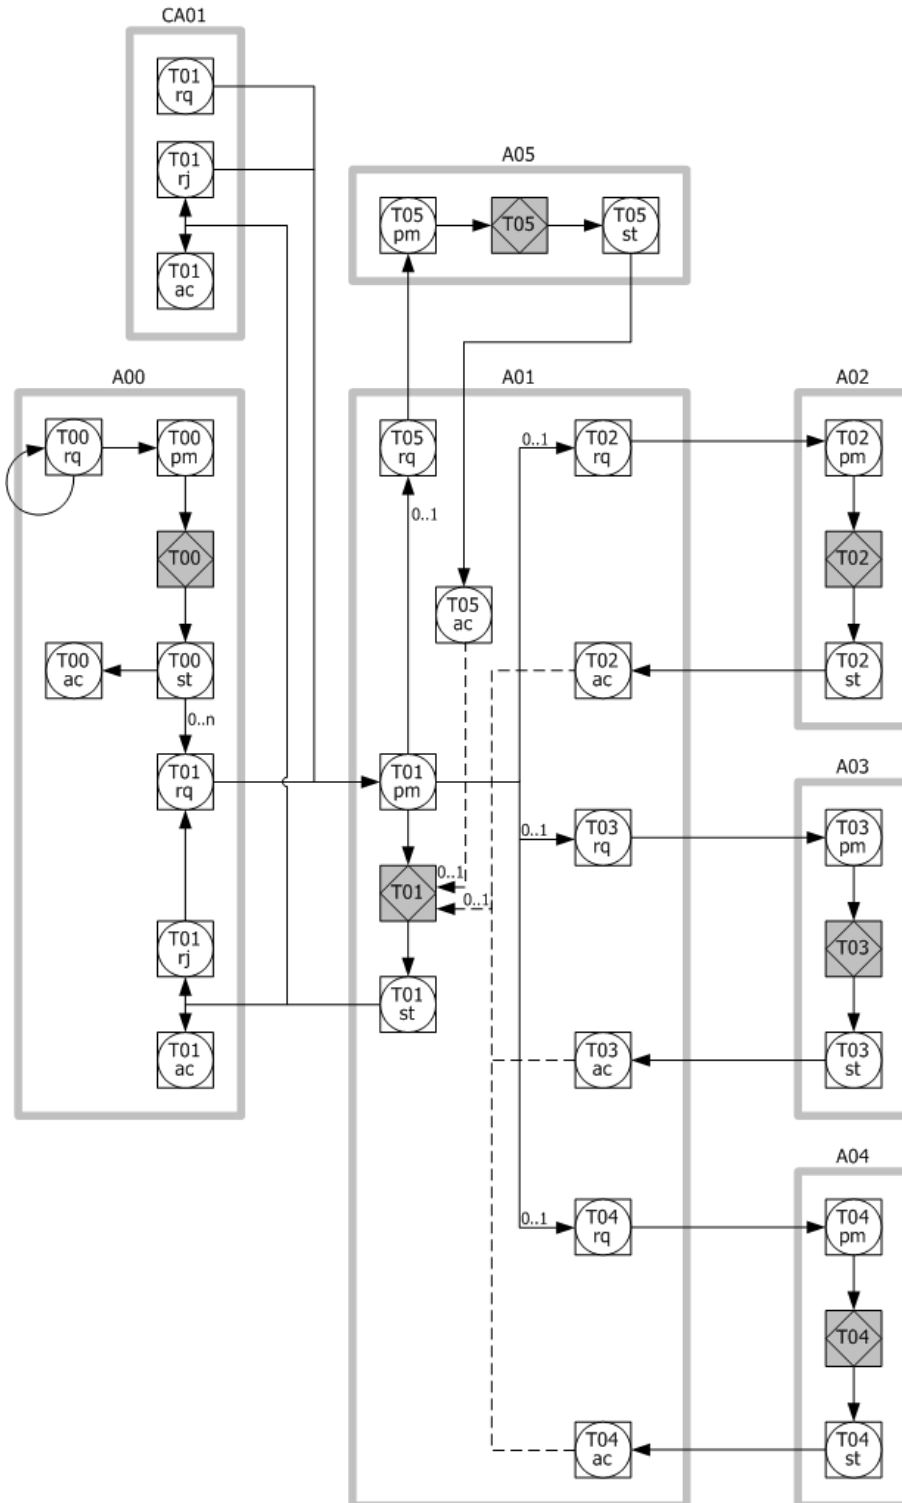 CA01
T01
rq
T01
rj
T01
ac
A05
T05
pm
T05
T05
st
A00
T00
rq
T00
pm
T00
T00
ac
T00
st
0..n
T01
rq
T01
rj
T01
ac
A01
T05
rq
0..1
T05
ac
T01
pm
0..1
T01
0..1
T01
st
0..1
T02
rq
T02
ac
0..1
T03
rq
T03
ac
0..1
T04
rq
T04
ac
A02
T02
pm
T02
T02
st
A03
T03
pm
T03
T03
st
A04
T04
pm
T04
T04
st